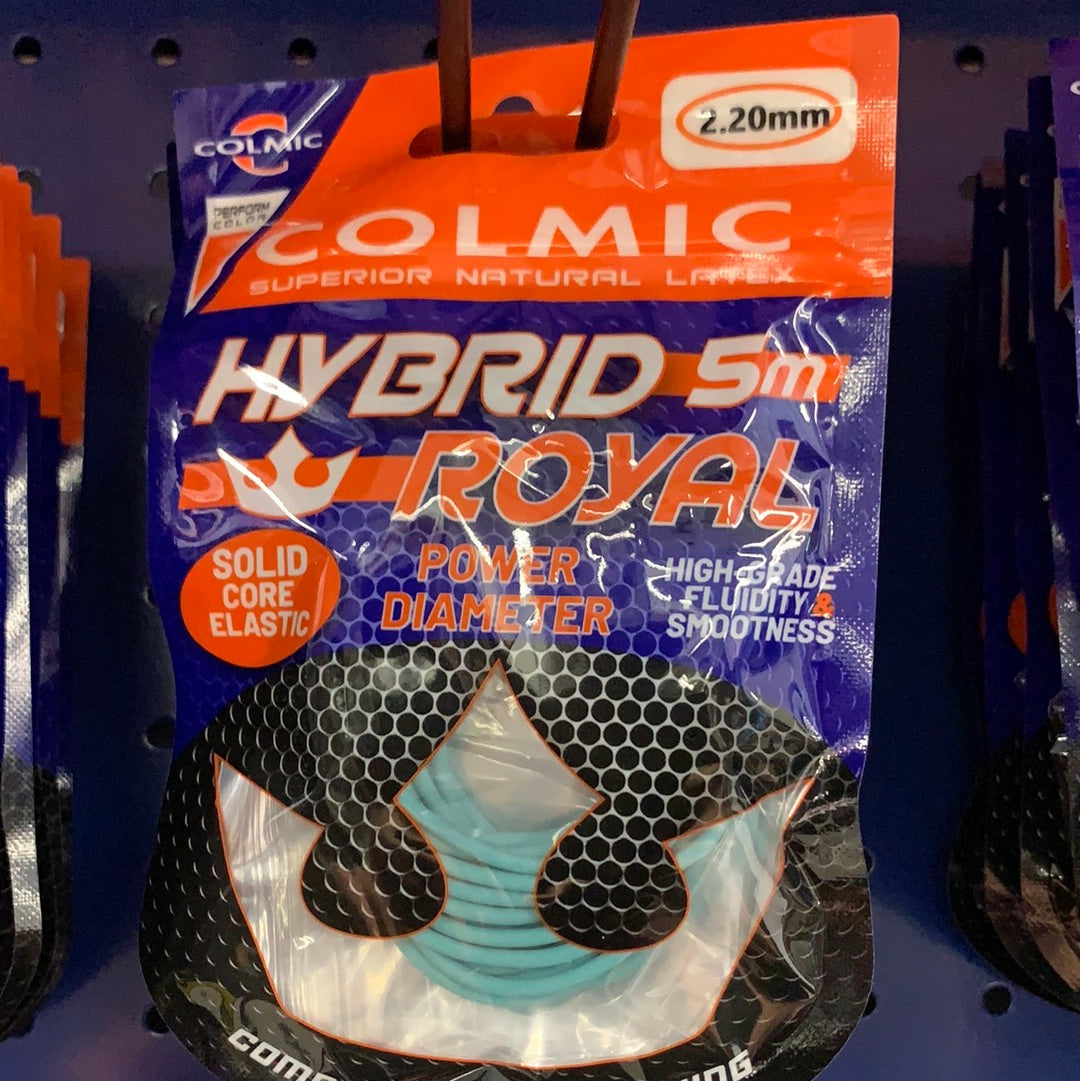 2.20mm
COLMIC
PERFORM
COLOR
COLMIC
SUPERIOR NATURAL LATEX
HYBRID 5m
ROYAL
SOLID
CORE
ELASTIC
POWER
DIAMETER
HIGH-GRADE
FLUIDITY &
SMOOTNESS